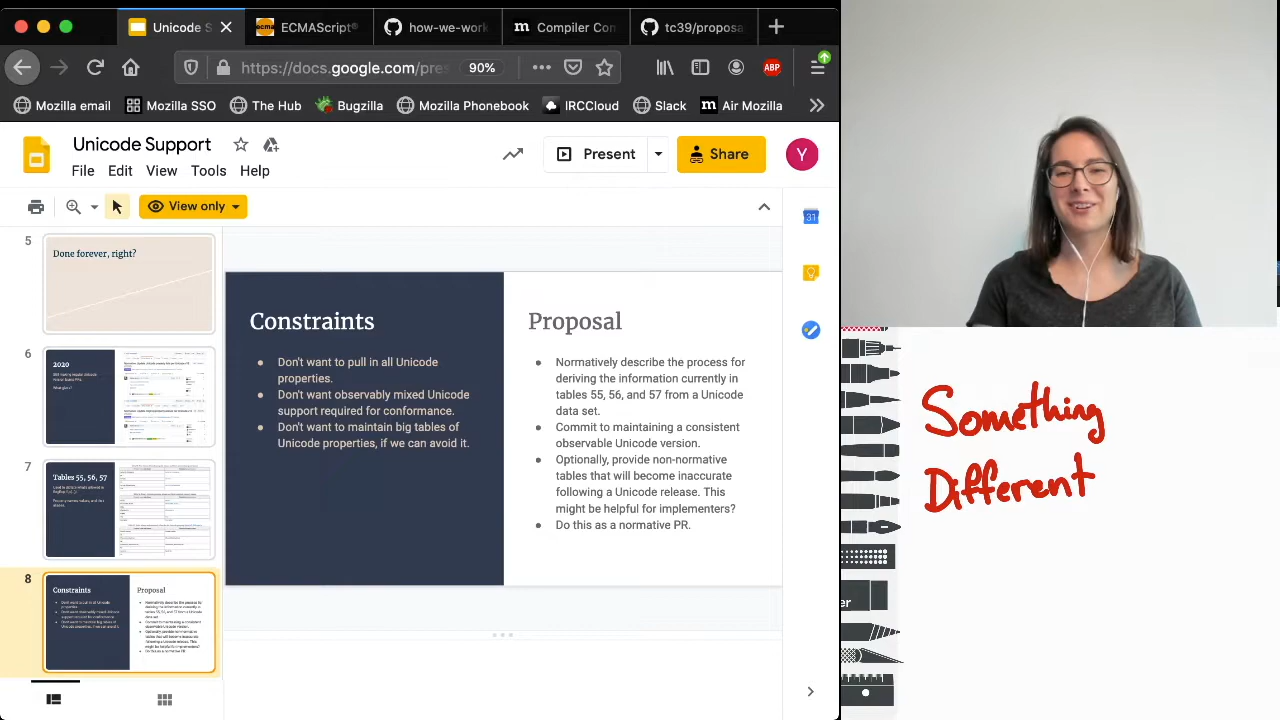 Unicode S
ECMAScript®
how-we-work
Compiler Con
tc39/proposa
https://docs.google.com/pres
90%
ABP
Mozilla email
Mozilla SSO
The Hub
Bugzilla
Mozilla Phonebook
IRCCloud
Slack
Air Mozilla
Unicode Support
File Edit View Tools Help
Present
Share
Y
View only
31
5
Done forever, right?
6
2020
7
Tables 55, 56, 57
8
Constraints
Proposal
Constraints
Don't want to pull in all Unicode
properties.
Don't want observably mixed Unicode
support required for conformance.
Don't want to maintain big tables of
Unicode properties, if we can avoid it.
Proposal
Normatively describe the process for
deriving the information currently in
tables 55, 56, and 57 from a Unicode
data set.
Commit to maintaining a consistent
observable Unicode version.
Optionally, provide non-normative
tables that will become inaccurate
following a Unicode release. This
might be helpful for implementers?
Do this as a normative PR.
er
Something
Different